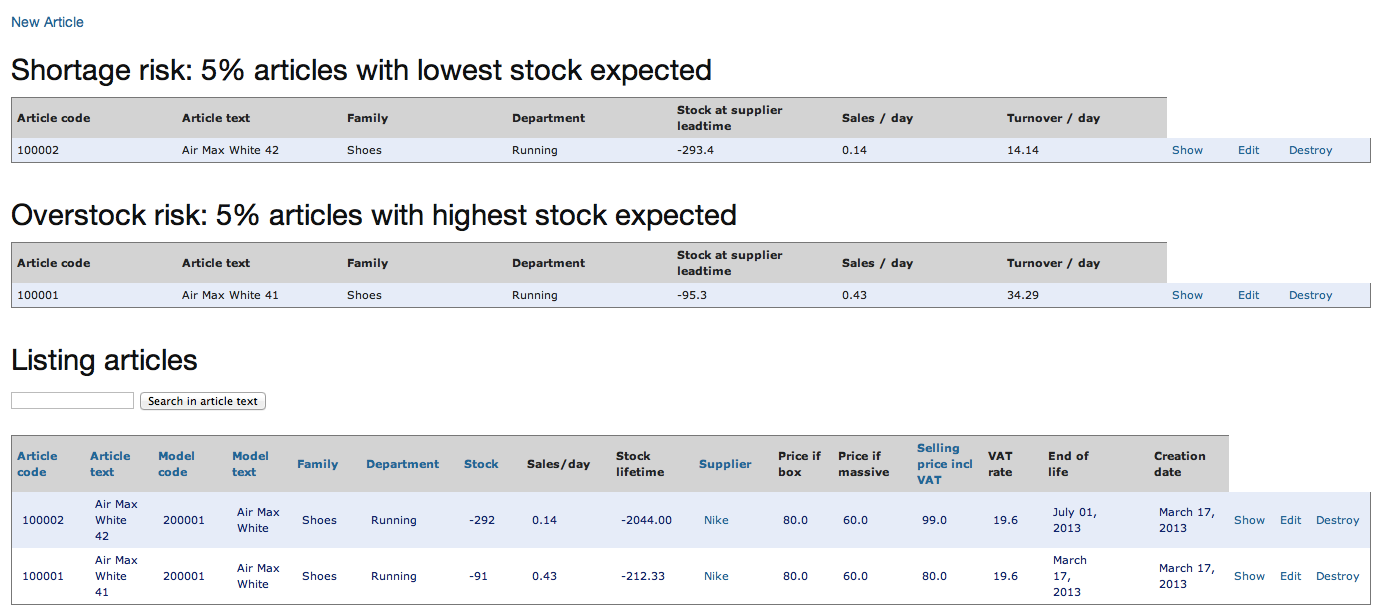 New Article
Shortage risk: 5% articles with lowest stock expected
Article code Article text Family Department Stock at supplier leadtime Sales / day Turnover / day
100002 Air Max White 42 Shoes Running -293.4 0.14 14.14 Show Edit Destroy
Overstock risk: 5% articles with highest stock expected
Article code Article text Family Department Stock at supplier leadtime Sales / day Turnover / day
100001 Air Max White 41 Shoes Running -95.3 0.43 34.29 Show Edit Destroy
Listing articles
Search in article text
Article code Article text Model code Model text Family Department Stock Sales/day Stock lifetime Supplier Price if box Price if massive Selling price incl VAT VAT rate End of life Creation date
100002 Air Max White 42 200001 Air Max White Shoes Running -292 0.14 -2044.00 Nike 80.0 60.0 99.0 19.6 July 01, 2013 March 17, 2013 Show Edit Destroy
100001 Air Max White 41 200001 Air Max White Shoes Running -91 0.43 -212.33 Nike 80.0 60.0 80.0 19.6 March 17, 2013 March 17, 2013 Show Edit Destroy